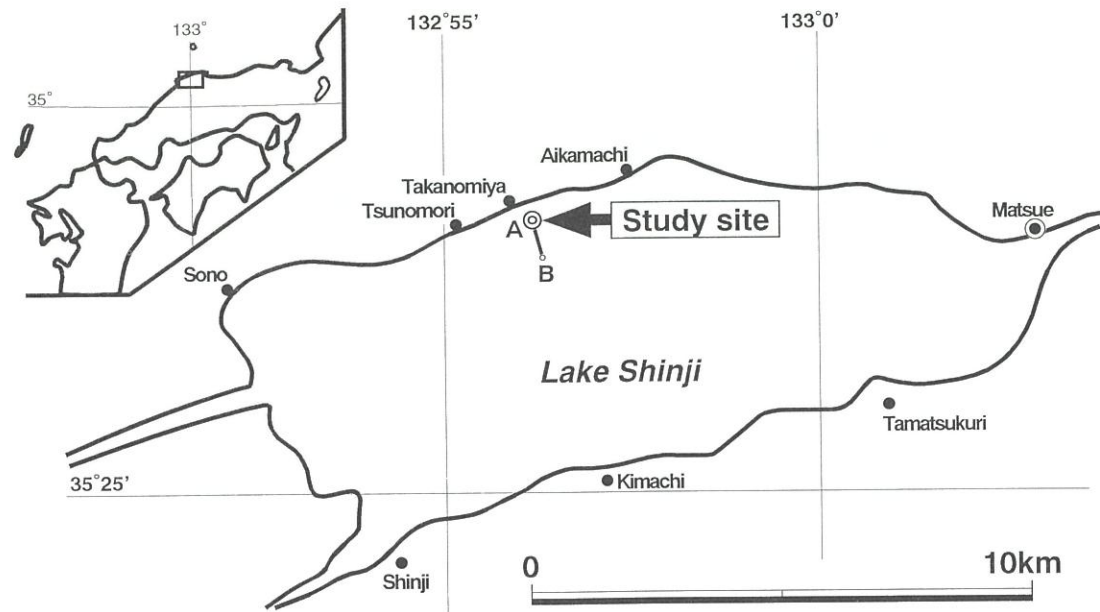 132°55’
133°0’
133°
35°
Aikamachi
Takanomiya
Tsunomori
A
Study site
Matsue
B
Sono
Lake Shinji
Tamatsukuri
35°25’
Kimachi
0
10km
Shinji